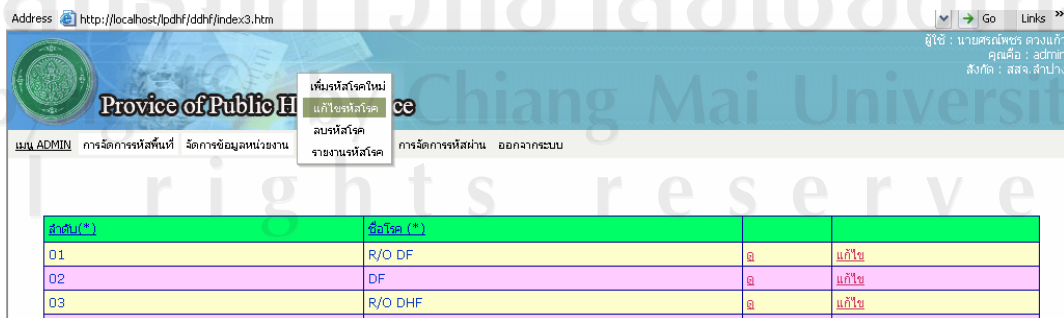 Address http://localhost/lpdhf/ddhf/index3.htm Go Links »
ผู้ใช้ : นายศรณ์พชร ดวงแก้ว
คุณคือ : admin
สังกัด : สสจ.ลำปาง
Provice of Public H ce
เพิ่มรหัสโรคใหม่
แก้ไขรหัสโรค
ลบรหัสโรค
รายงานรหัสโรค
เมนู ADMIN การจัดการรหัสพื้นที่ จัดการข้อมูลหน่วยงาน การจัดการรหัสผ่าน ออกจากระบบ
Chiang Mai Universit
l rights reserve
ลำดับ(*) ชื่อโรค (*)
01 R/O DF ดู แก้ไข
02 DF ดู แก้ไข
03 R/O DHF ดู แก้ไข